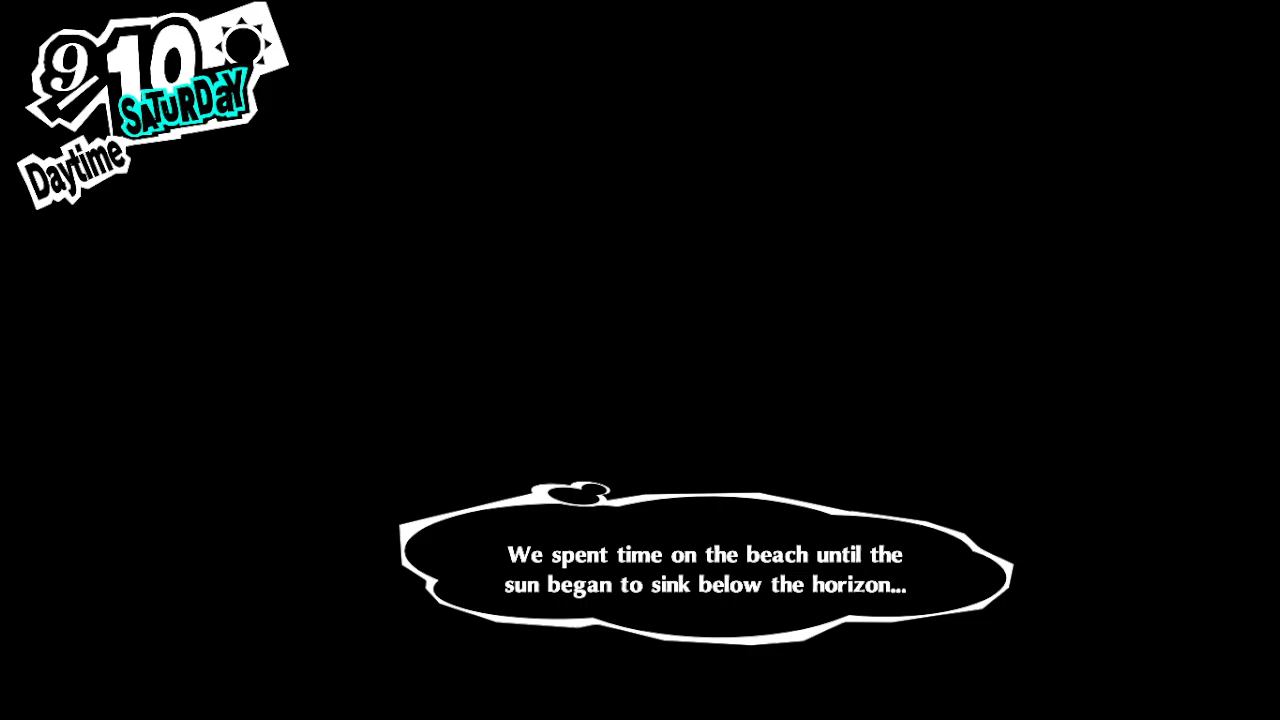 9/10
SATURDaY
Daytime
We spent time on the beach until the
sun began to sink below the horizon...